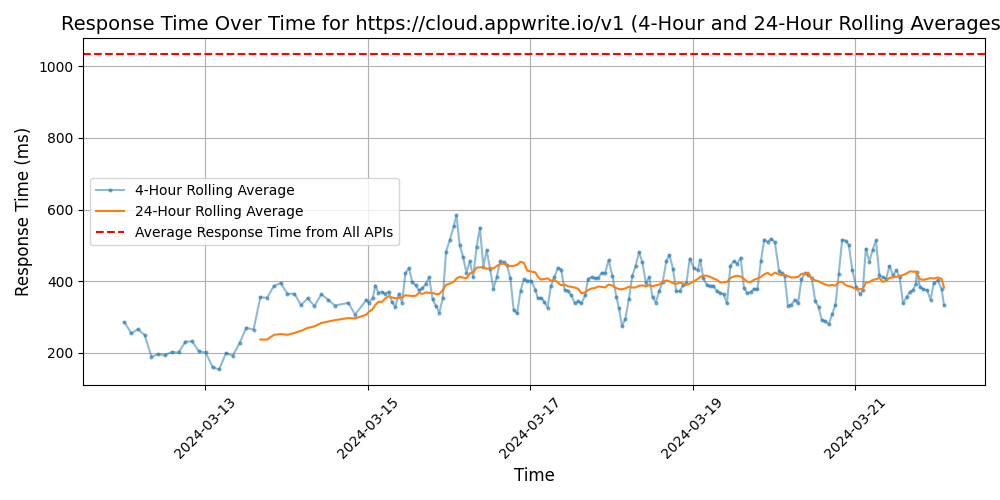 Response Time Over Time for https://cloud.appwrite.io/v1 (4-Hour and 24-Hour Rolling Averages
1000
800
600
400
200
Response Time (ms)
4-Hour Rolling Average
24-Hour Rolling Average
Average Response Time from All APIs
2024-03-13
2024-03-15
2024-03-17
2024-03-19
2024-03-21
Time